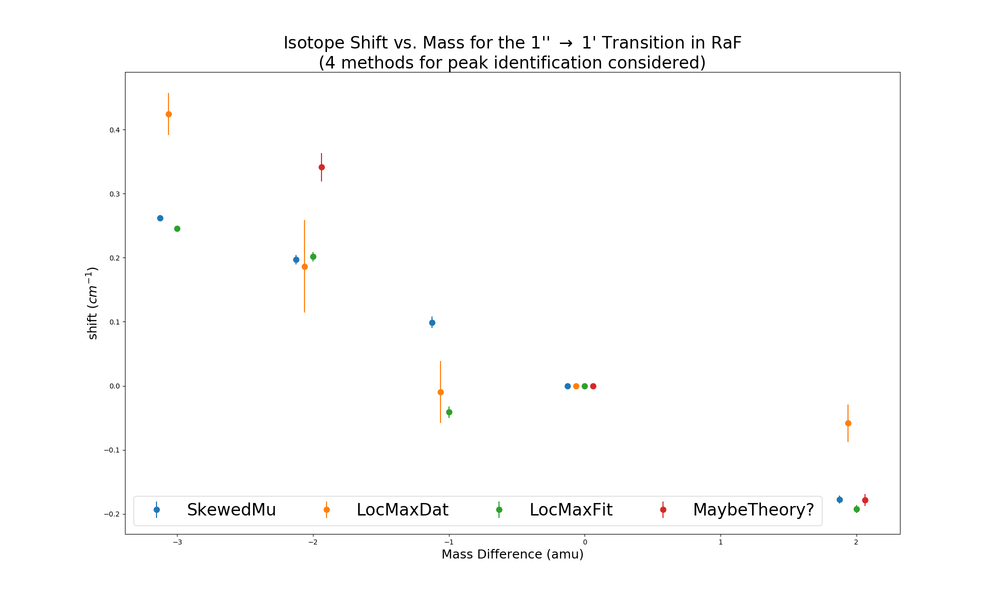 Isotope Shift vs. Mass for the 1'' → 1' Transition in RaF
(4 methods for peak identification considered)
shift (cm⁻¹)
0.4
0.3
0.2
0.1
0.0
−0.1
−0.2
SkewedMu LocMaxDat LocMaxFit MaybeTheory?
−3 −2 −1 0 1 2
Mass Difference (amu)